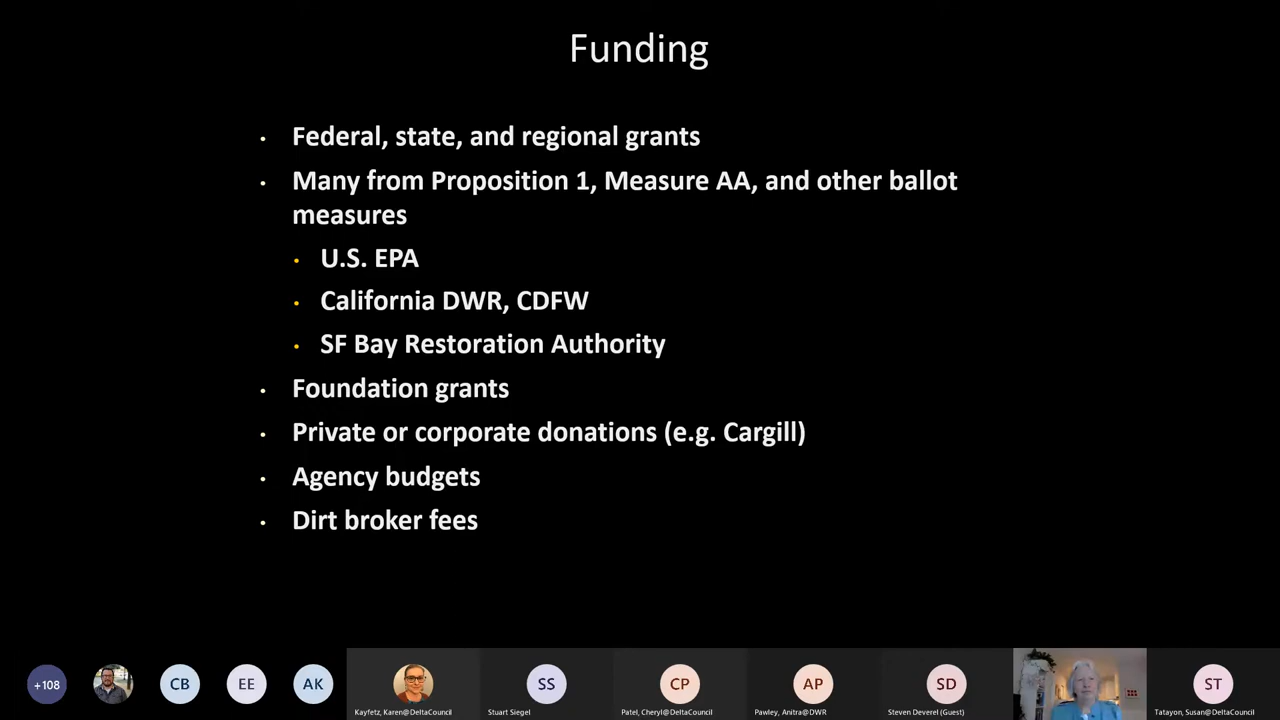 Funding
• Federal, state, and regional grants
• Many from Proposition 1, Measure AA, and other ballot
measures
• U.S. EPA
• California DWR, CDFW
• SF Bay Restoration Authority
• Foundation grants
• Private or corporate donations (e.g. Cargill)
• Agency budgets
• Dirt broker fees
+108
CB
EE
AK
SS
CP
AP
SD
ST
Kayfetz, Karen@DeltaCouncil
Stuart Siegel
Patel, Cheryl@DeltaCouncil
Pawley, Anitra@DWR
Steven Deverel (Guest)
Tatayon, Susan@DeltaCouncil